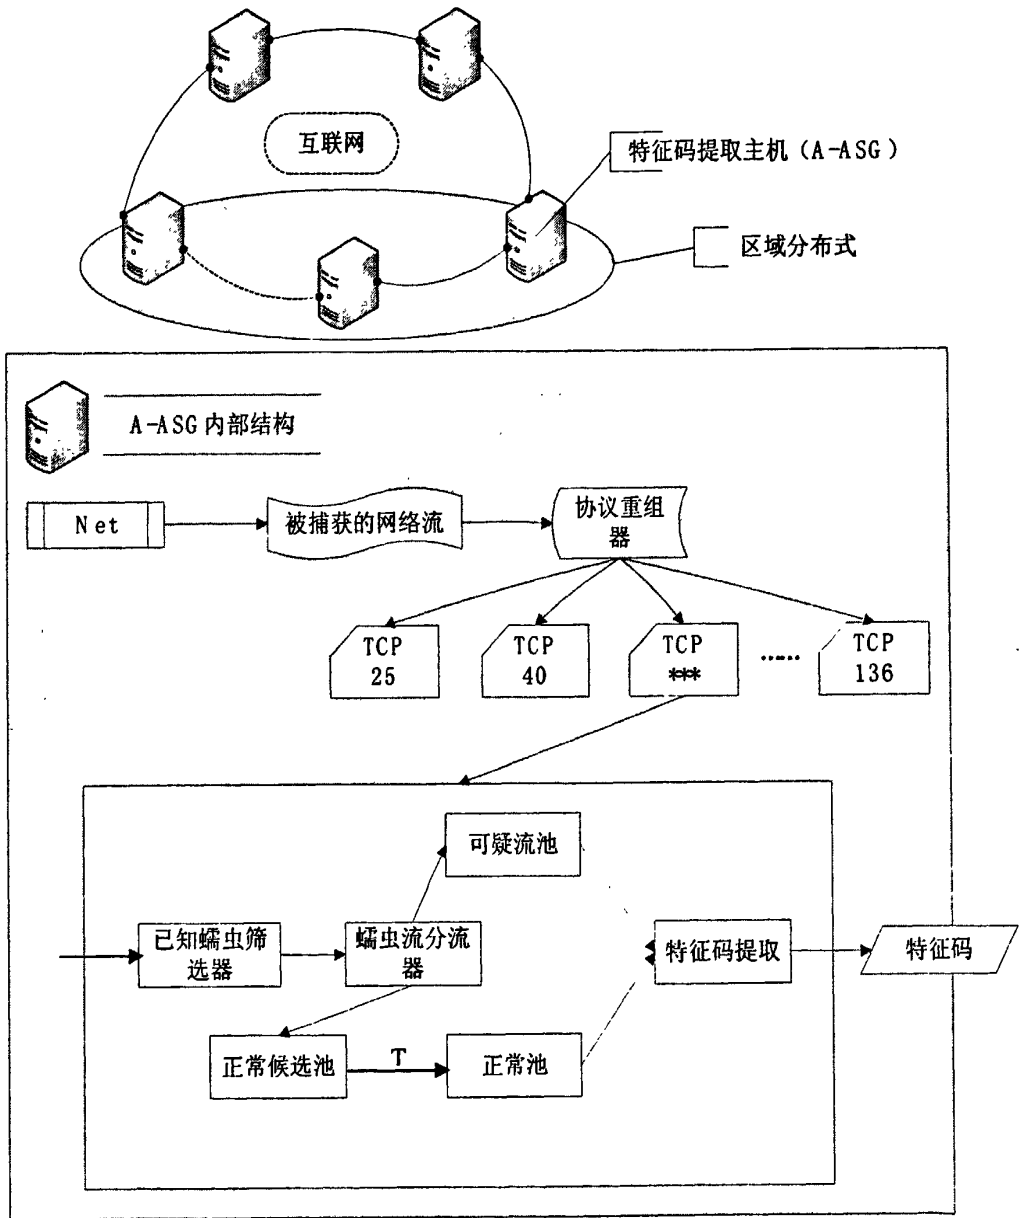 互联网
特征码提取主机（A-ASG）
区域分布式
A-ASG内部结构
Net
被捕获的网络流
协议重组
器
TCP
25
TCP
40
TCP
***
......
TCP
136
可疑流池
已知蠕虫筛
选器
蠕虫流分流
器
特征码提取
特征码
正常候选池
T
正常池